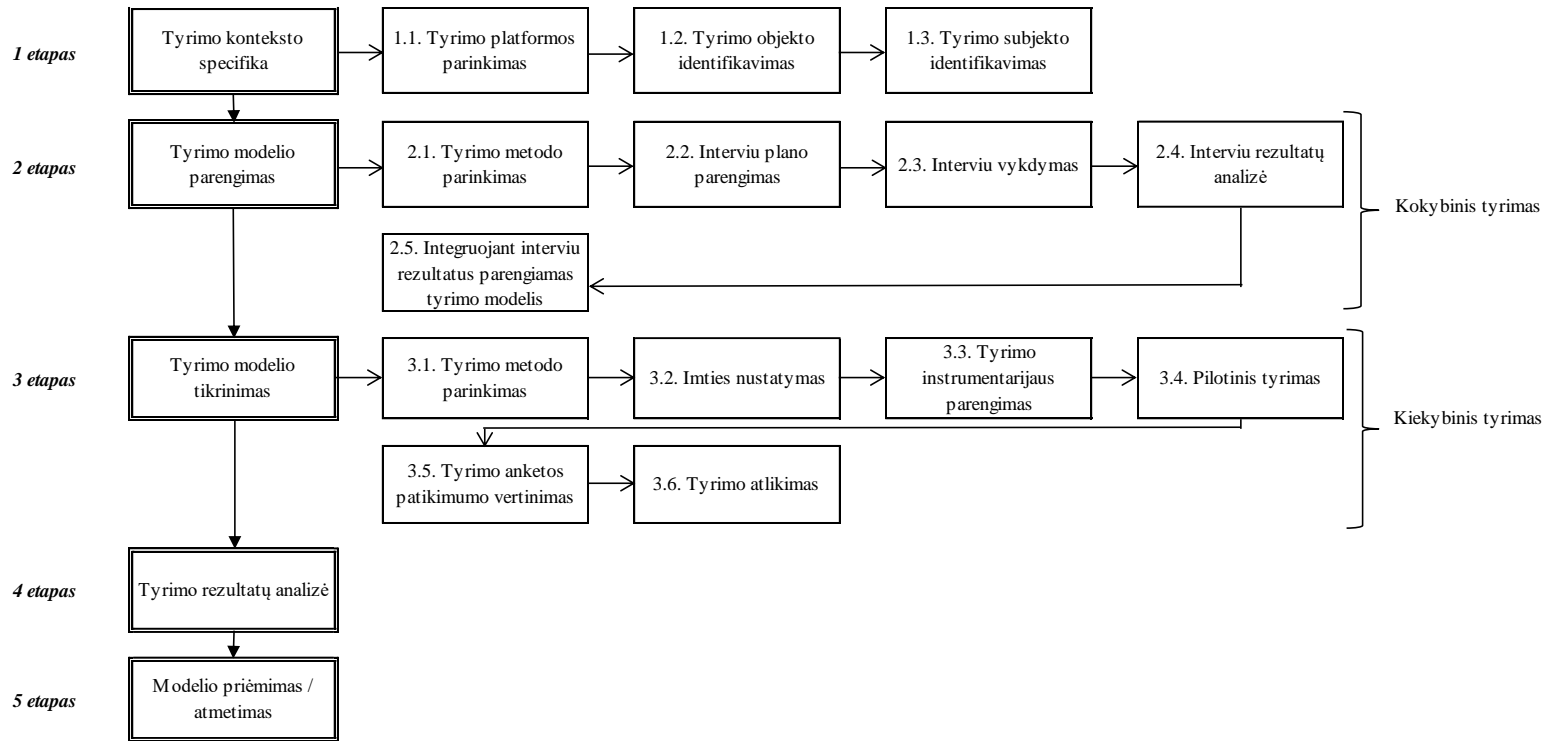 1 etapas
Tyrimo konteksto
specifika
1.1. Tyrimo platformos
parinkimas
1.2. Tyrimo objekto
identifikavimas
1.3. Tyrimo subjekto
identifikavimas
2 etapas
Tyrimo modelio
parengimas
2.1. Tyrimo metodo
parinkimas
2.2. Interviu plano
parengimas
2.3. Interviu vykdymas
2.4. Interviu rezultatų
analizė
Kokybinis tyrimas
2.5. Integruojant interviu
rezultatus parengiamas
tyrimo modelis
3 etapas
Tyrimo modelio
tikrinimas
3.1. Tyrimo metodo
parinkimas
3.2. Imties nustatymas
3.3. Tyrimo
instrumentarijaus
parengimas
3.4. Pilotinis tyrimas
Kiekybinis tyrimas
3.5. Tyrimo anketos
patikimumo vertinimas
3.6. Tyrimo atlikimas
4 etapas
Tyrimo rezultatų analizė
5 etapas
Modelio priėmimas /
atmetimas